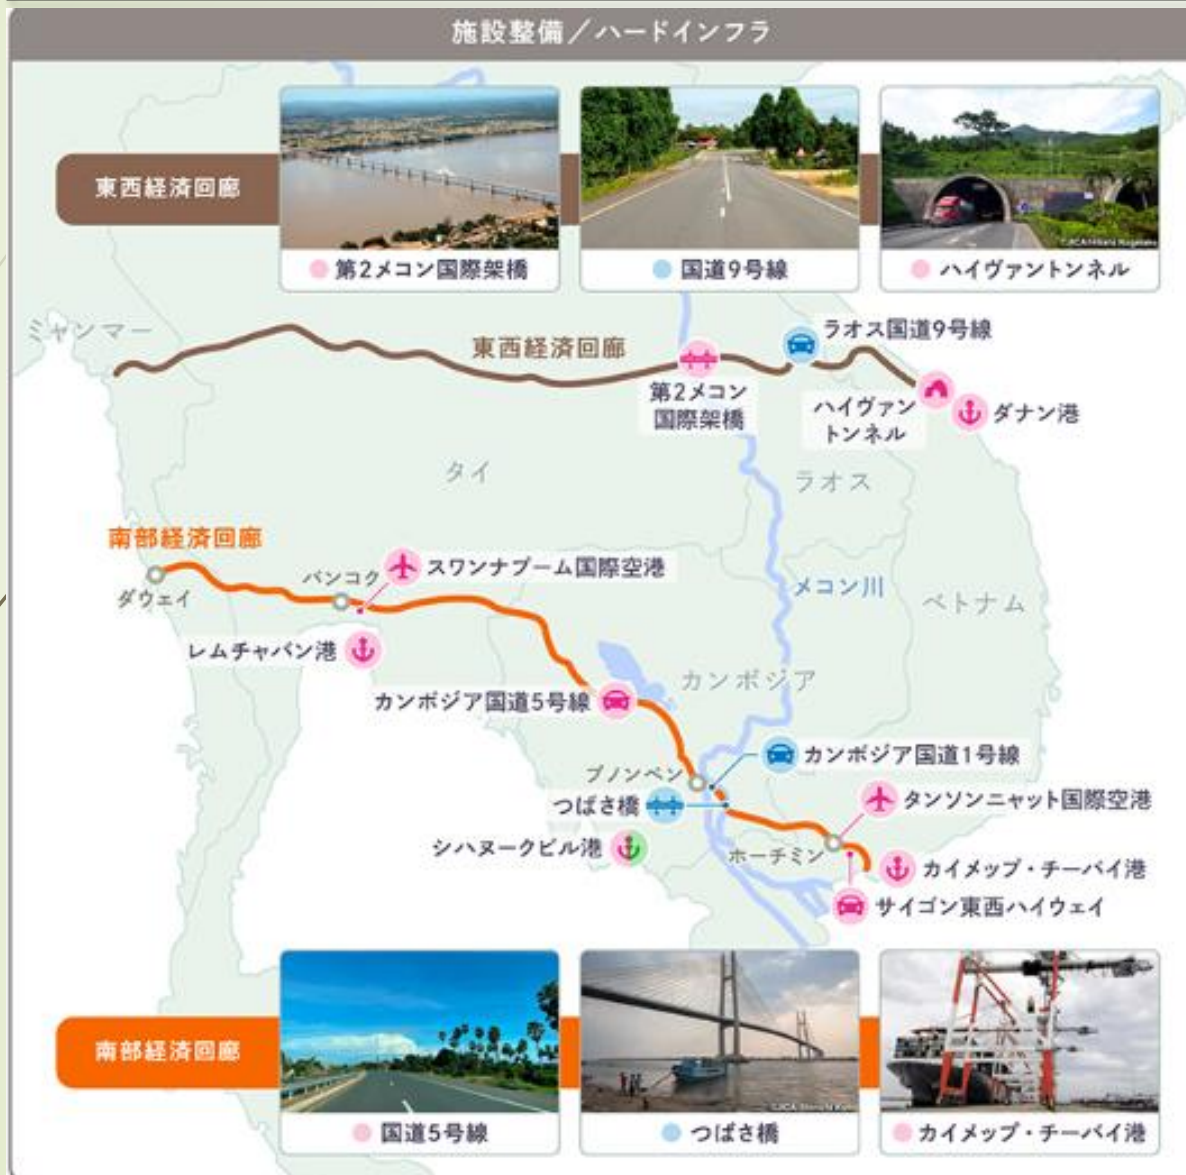 施設整備／ハードインフラ
東西経済回廊
第2メコン国際架橋
国道9号線
ハイヴァントンネル
ミャンマー
東西経済回廊
ラオス国道9号線
第2メコン
国際架橋
ハイヴァン
トンネル
ダナン港
タイ
ラオス
南部経済回廊
ダウェイ
バンコク
スワンナプーム国際空港
メコン川
ベトナム
レムチャバン港
カンボジア
カンボジア国道5号線
プノンペン
カンボジア国道1号線
つばさ橋
タンソンニャット国際空港
シハヌークビル港
ホーチミン
カイメップ・チーバイ港
サイゴン東西ハイウェイ
南部経済回廊
国道5号線
つばさ橋
カイメップ・チーバイ港